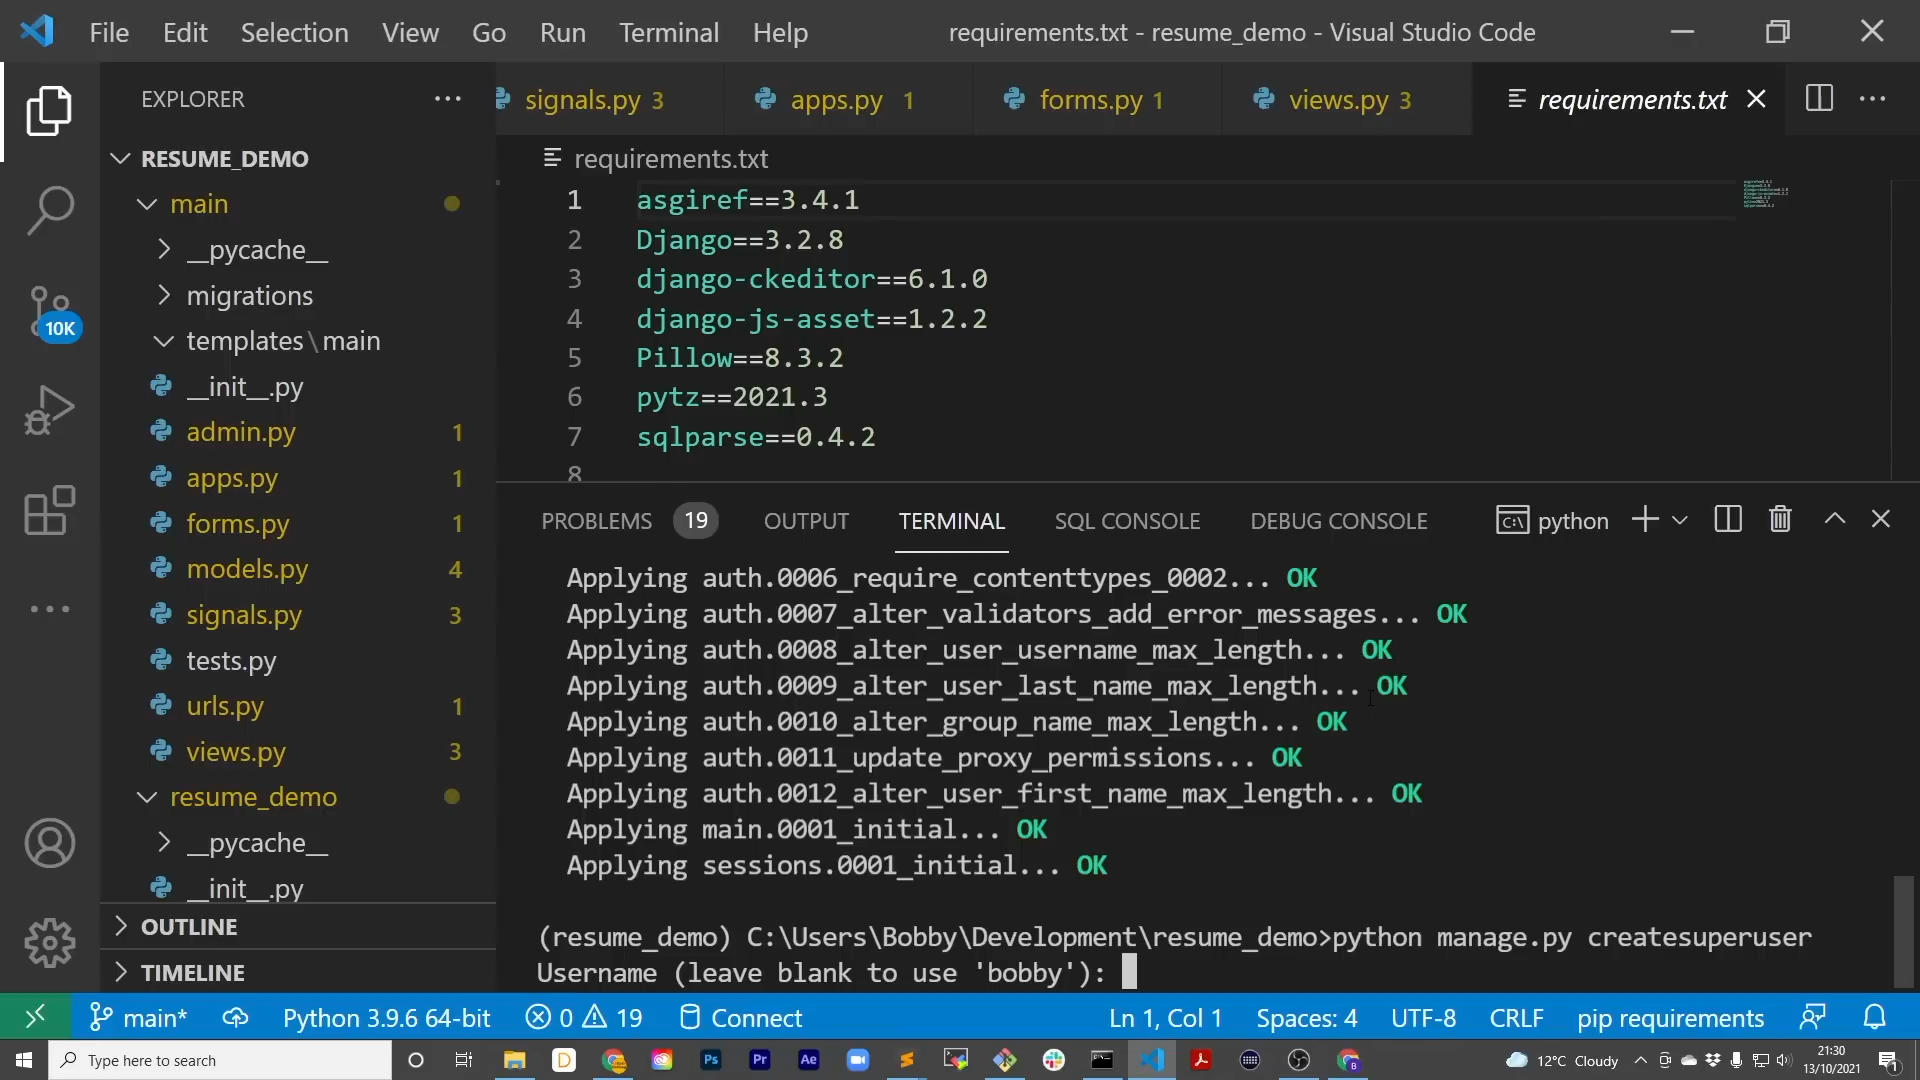 File Edit Selection View Go Run Terminal Help requirements.txt - resume_demo - Visual Studio Code
EXPLORER
signals.py 3 apps.py 1 forms.py 1 views.py 3 requirements.txt
RESUME_DEMO
main
__pycache__
migrations
templates\main
__init__.py
admin.py 1
apps.py 1
forms.py 1
models.py 4
signals.py 3
tests.py
urls.py 1
views.py 3
resume_demo
__pycache__
__init__.py
OUTLINE
TIMELINE
10K
requirements.txt
1 asgiref==3.4.1
2 Django==3.2.8
3 django-ckeditor==6.1.0
4 django-js-asset==1.2.2
5 Pillow==8.3.2
6 pytz==2021.3
7 sqlparse==0.4.2
8
PROBLEMS 19 OUTPUT TERMINAL SQL CONSOLE DEBUG CONSOLE python
Applying auth.0006_require_contenttypes_0002... OK
Applying auth.0007_alter_validators_add_error_messages... OK
Applying auth.0008_alter_user_username_max_length... OK
Applying auth.0009_alter_user_last_name_max_length... OK
Applying auth.0010_alter_group_name_max_length... OK
Applying auth.0011_update_proxy_permissions... OK
Applying auth.0012_alter_user_first_name_max_length... OK
Applying main.0001_initial... OK
Applying sessions.0001_initial... OK
(resume_demo) C:\Users\Bobby\Development\resume_demo>python manage.py createsuperuser
Username (leave blank to use 'bobby'):
main* Python 3.9.6 64-bit 0 19 Connect Ln 1, Col 1 Spaces: 4 UTF-8 CRLF pip requirements
Type here to search D Ps Pr Ae 12°C Cloudy 21:30
13/10/2021